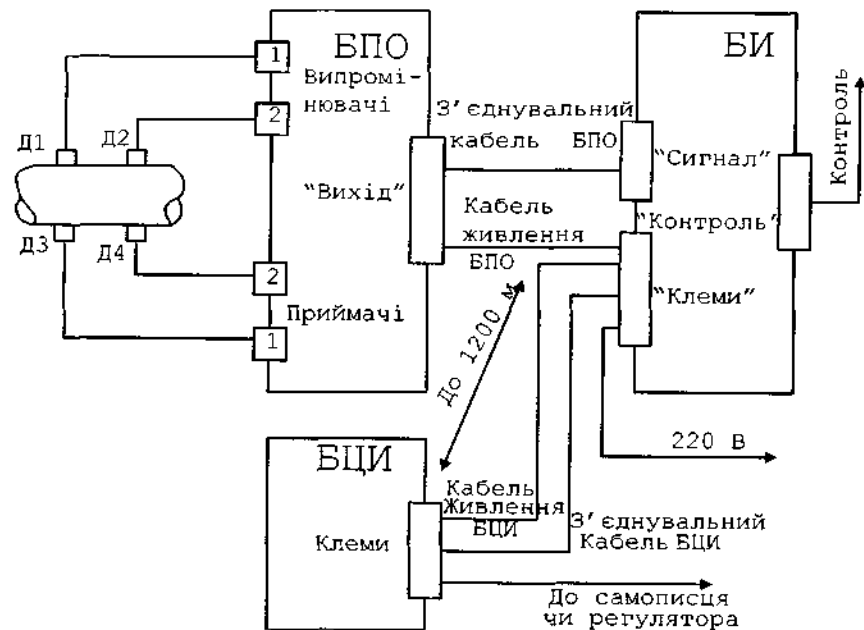 БПО
БИ
1
Випромі-
нювачі
2
Д1
Д2
Д3
Д4
"Вихід"
2
Приймачі
1
З'єднувальний
кабель БПО
Кабель
живлення
БПО
"Сигнал"
"Контроль"
"Клеми"
Контроль
До 1200 м
220 В
БЦИ
Клеми
Кабель
Живлення
БЦИ
З'єднувальний
Кабель БЦИ
До самописця
чи регулятора